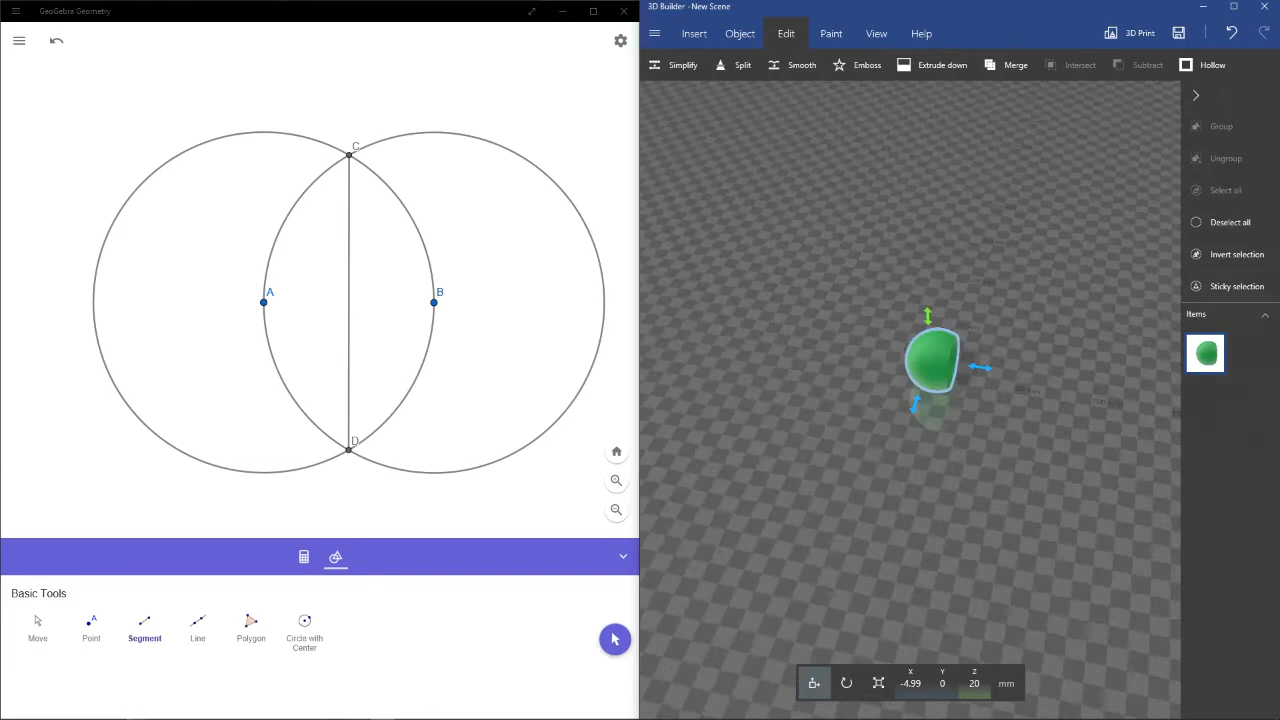 GeoGebra Geometry
C
A
B
D
Basic Tools
Move
A
Point
Segment
Line
Polygon
Circle with
Center
3D Builder - New Scene
Insert Object Edit Paint View Help 3D Print
Simplify Split Smooth Emboss Extrude down Merge Intersect Subtract Hollow
Group
Ungroup
Select all
Deselect all
Invert selection
Sticky selection
Items
X Y Z
-4.99 0 20 mm